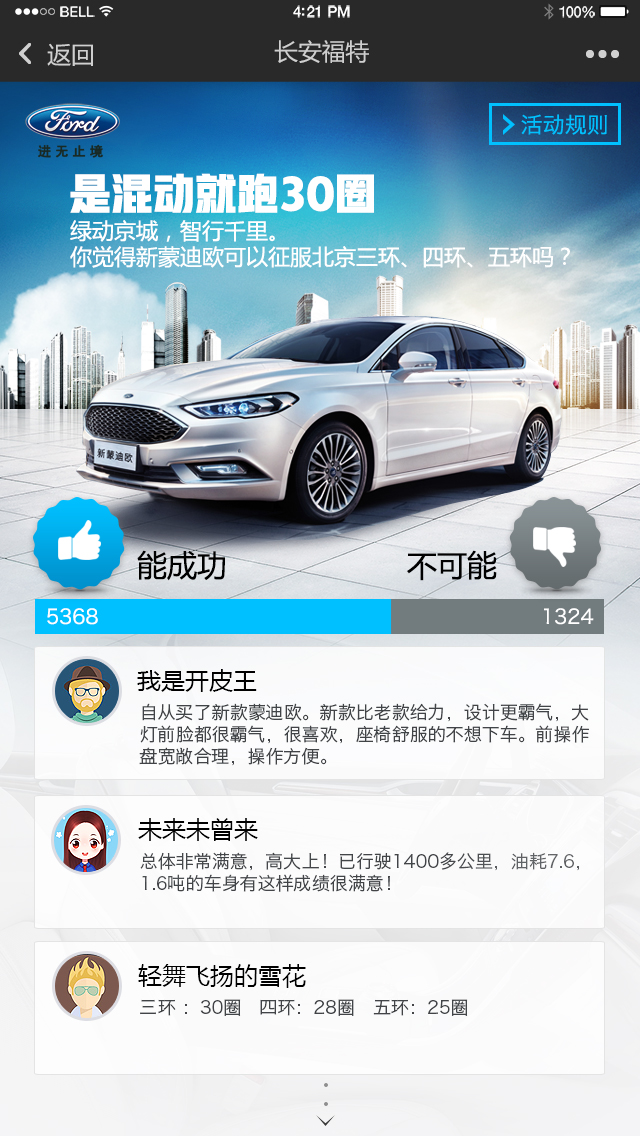 BELL 4:21 PM 100%
返回 长安福特
Ford
进无止境
活动规则
是混动就跑30圈
绿动京城，智行千里。
你觉得新蒙迪欧可以征服北京三环、四环、五环吗？
新蒙迪欧
能成功 不可能
5368 1324
我是开皮王
自从买了新款蒙迪欧。新款比老款给力，设计更霸气，大
灯前脸都很霸气，很喜欢，座椅舒服的不想下车。前操作
盘宽敞合理，操作方便。
未来未曾来
总体非常满意，高大上！已行驶1400多公里，油耗7.6，
1.6吨的车身有这样成绩很满意！
轻舞飞扬的雪花
三环 ：30圈 四环：28圈 五环：25圈